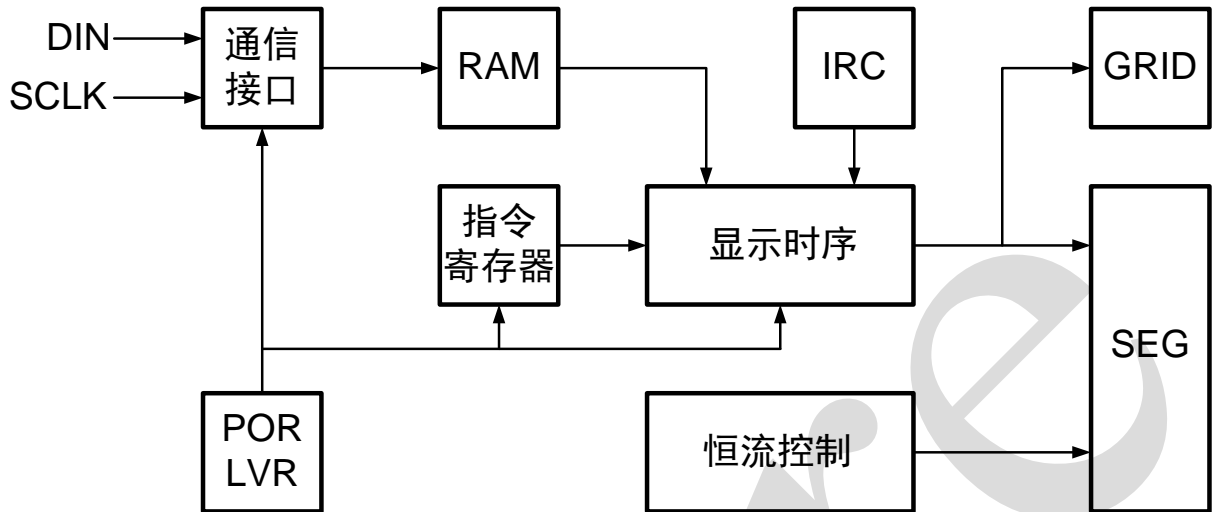 DIN
SCLK
通信
接口
RAM
IRC
GRID
指令
寄存器
显示时序
SEG
POR
LVR
恒流控制